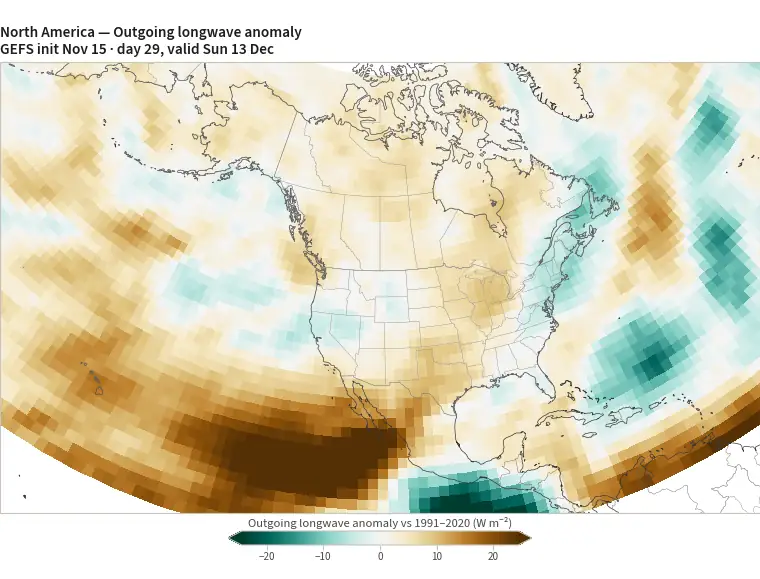 North America — Outgoing longwave anomaly
GEFS init Nov 15 · day 29, valid Sun 13 Dec
Outgoing longwave anomaly vs 1991–2020 (W m⁻²)
−20 −10 0 10 20